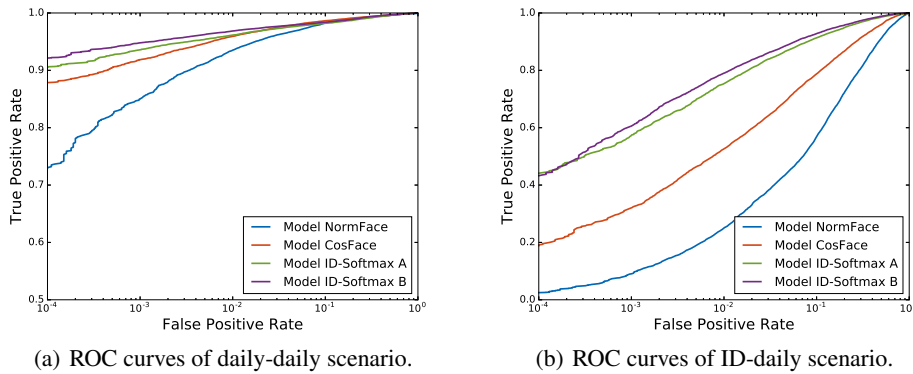 1.0
0.9
0.8
0.7
0.6
0.5
True Positive Rate
10^-4
10^-3
10^-2
10^-1
10^0
False Positive Rate
Model NormFace
Model CosFace
Model ID-Softmax A
Model ID-Softmax B
(a) ROC curves of daily-daily scenario.
1.0
0.8
0.6
0.4
0.2
0.0
True Positive Rate
10^-4
10^-3
10^-2
10^-1
10
False Positive Rate
Model NormFace
Model CosFace
Model ID-Softmax A
Model ID-Softmax B
(b) ROC curves of ID-daily scenario.